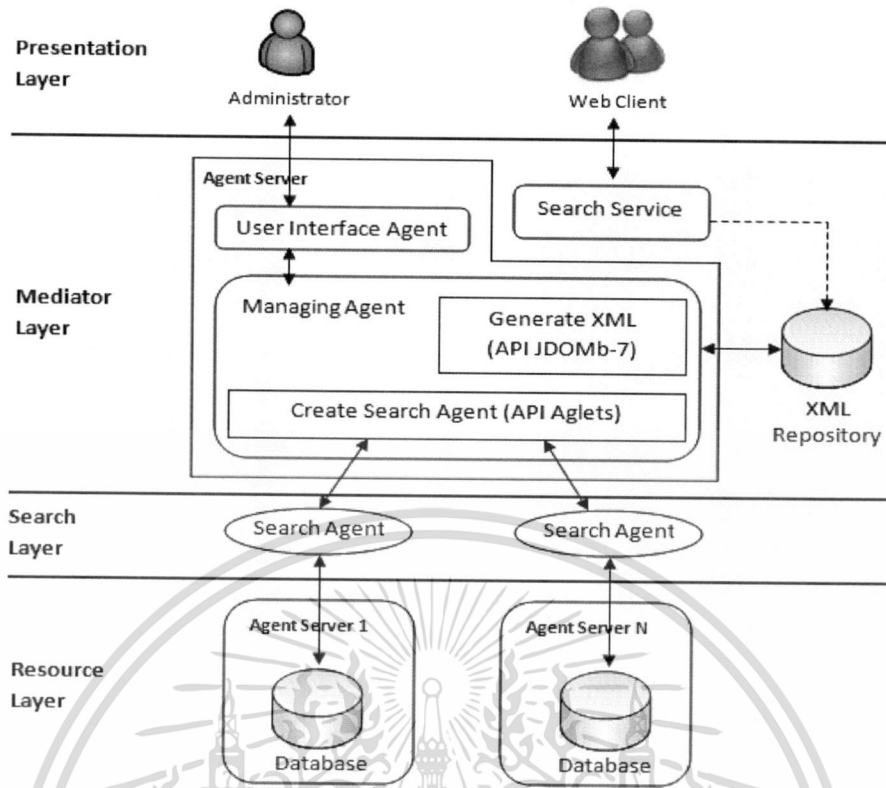 Presentation
Layer
Administrator
Web Client
Agent Server
User Interface Agent
Search Service
Mediator
Layer
Managing Agent
Generate XML
(API JDOMb-7)
Create Search Agent (API Aglets)
XML
Repository
Search
Layer
Search Agent
Search Agent
Resource
Layer
Agent Server 1
Database
Agent Server N
Database